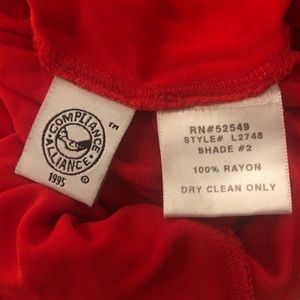 COMPLIANCE
ALLIANCE
™
1995
®
RN#52549
STYLE# L2748
SHADE #2
100% RAYON
DRY CLEAN ONLY